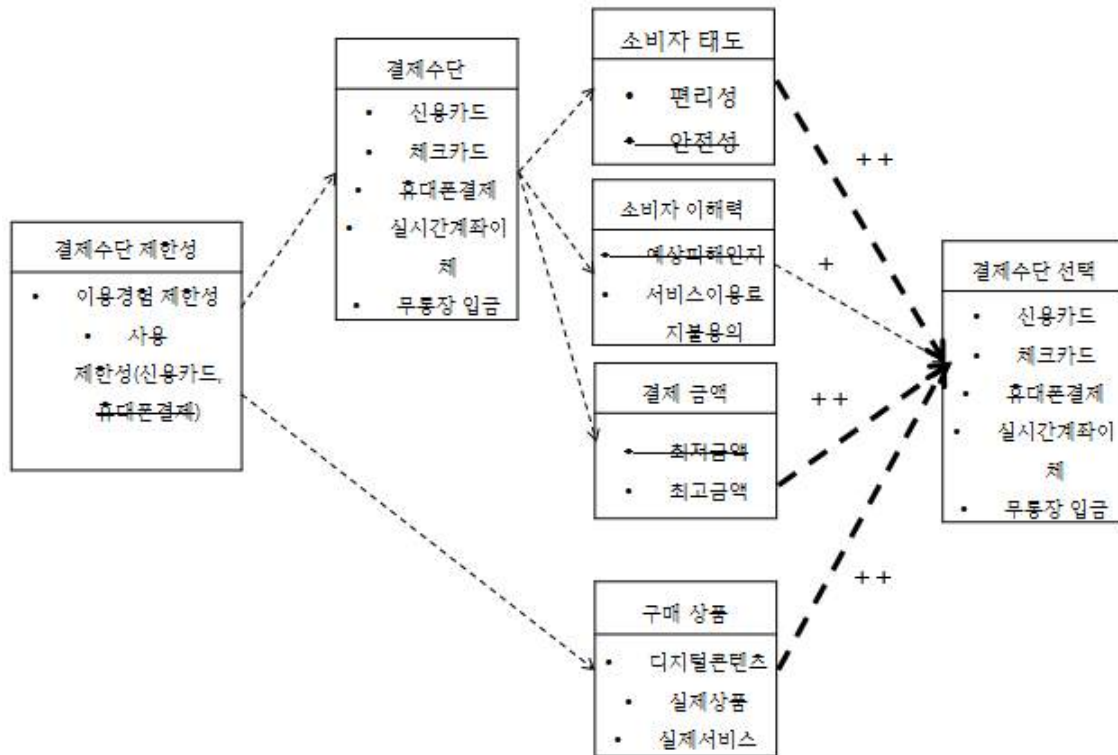 결제수단 제한성
• 이용경험 제한성
• 사용
제한성(신용카드,
휴대폰결제)
결제수단
• 신용카드
• 체크카드
• 휴대폰결제
• 실시간계좌이
체
• 무통장 입금
소비자 태도
• 편리성
• 안전성
소비자 이해력
• 예상피해인지
• 서비스이용료
지불용의
결제 금액
• 최저금액
• 최고금액
구매 상품
• 디지털콘텐츠
• 실제상품
• 실제서비스
++
+
++
++
결제수단 선택
• 신용카드
• 체크카드
• 휴대폰결제
• 실시간계좌이
체
• 무통장 입금